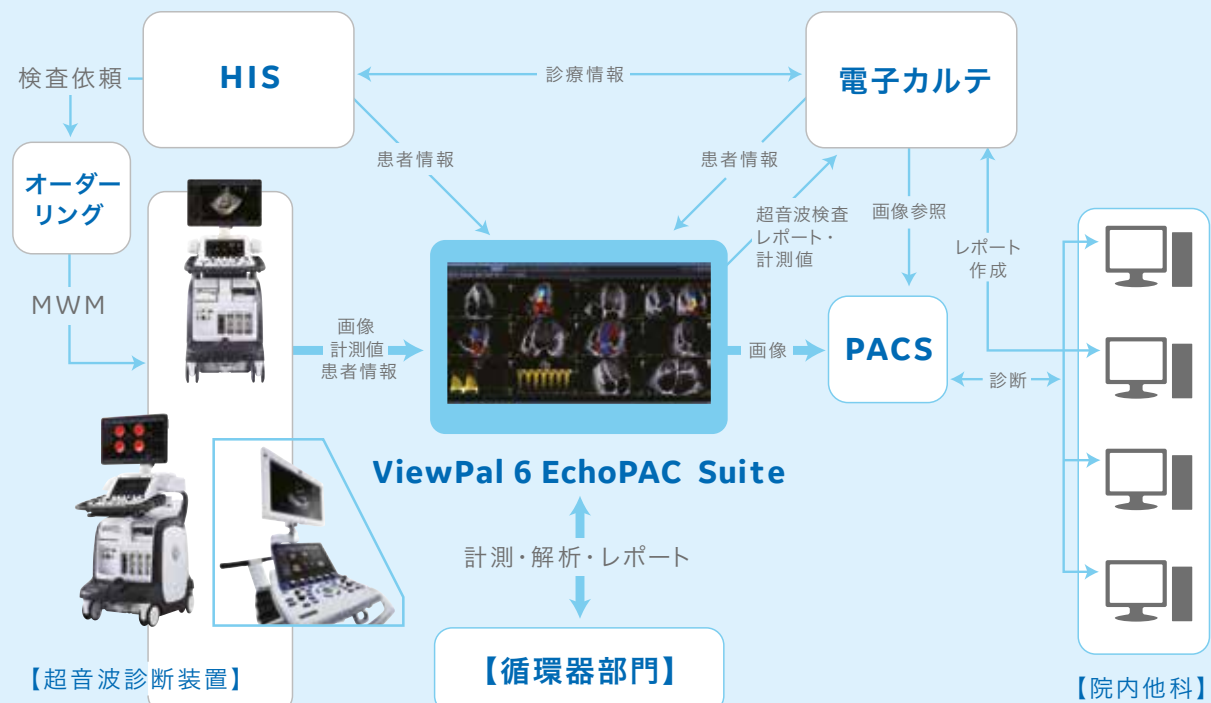 HIS
検査依頼
診療情報
電子カルテ
患者情報
患者情報
オーダー
リング
超音波検査
レポート・
計測値
画像参照
レポート
作成
MWM
画像
計測値
患者情報
画像
PACS
診断
ViewPal 6 EchoPAC Suite
計測・解析・レポート
【超音波診断装置】
【循環器部門】
【院内他科】